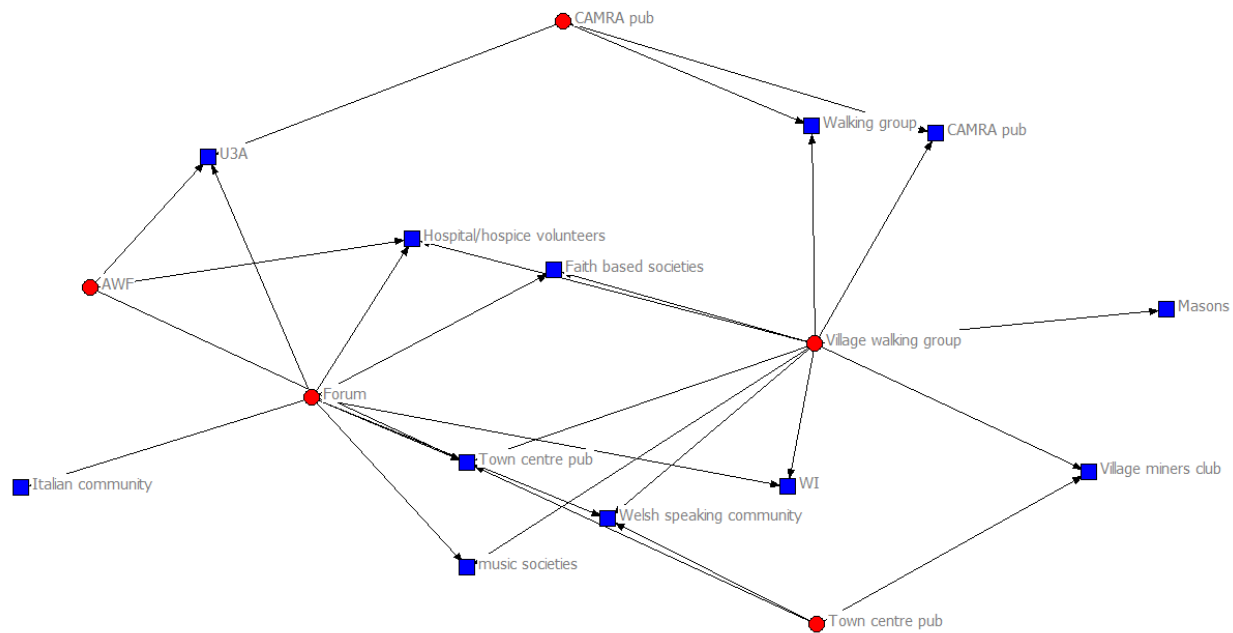 CAMRA pub
Walking group
CAMRA pub
U3A
Hospital/hospice volunteers
Faith based societies
AWF
Masons
Village walking group
Forum
Town centre pub
Village miners club
Italian community
WI
Welsh speaking community
music societies
Town centre pub